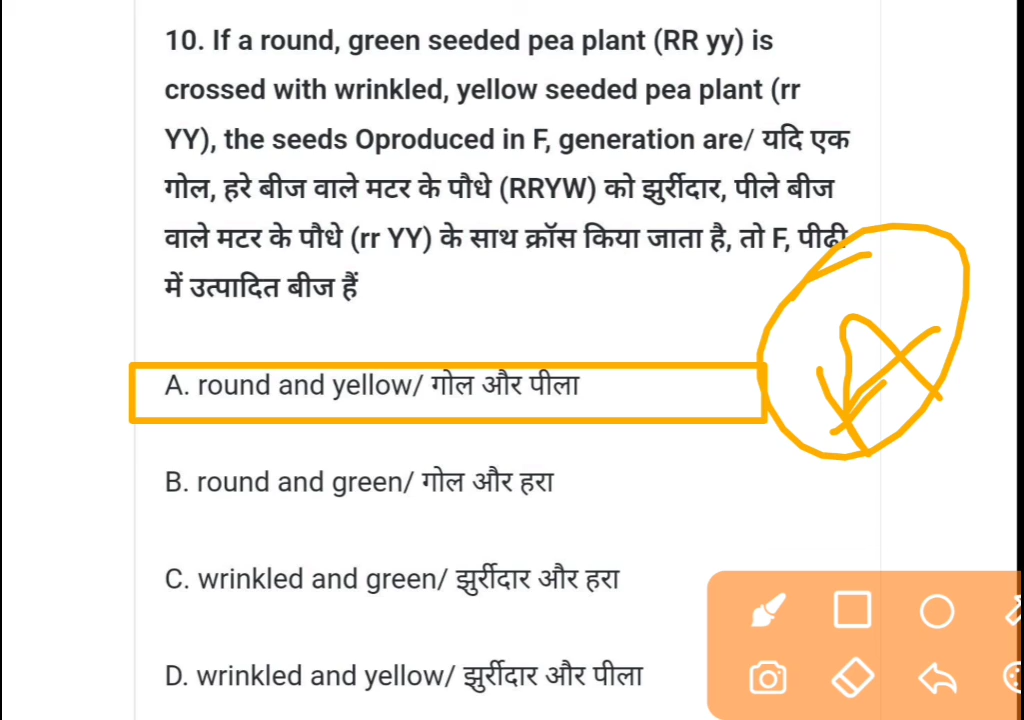 10. If a round, green seeded pea plant (RR yy) is
crossed with wrinkled, yellow seeded pea plant (rr
YY), the seeds Oproduced in F, generation are/ यदि एक
गोल, हरे बीज वाले मटर के पौधे (RRYW) को झुर्रीदार, पीले बीज
वाले मटर के पौधे (rr YY) के साथ क्रॉस किया जाता है, तो F, पीढ़ी
में उत्पादित बीज हैं
A. round and yellow/ गोल और पीला
B. round and green/ गोल और हरा
C. wrinkled and green/ झुर्रीदार और हरा
D. wrinkled and yellow/ झुर्रीदार और पीला